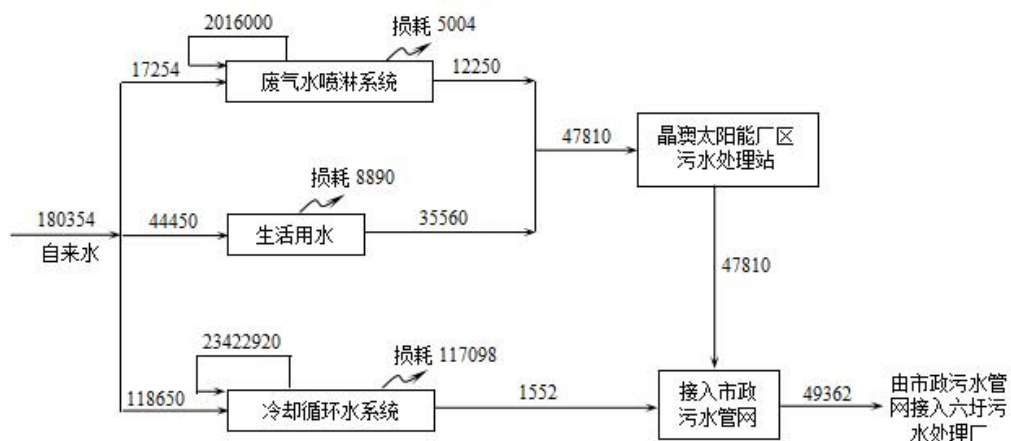 2016000
损耗 5004
17254
废气水喷淋系统
12250
47810
晶澳太阳能厂区
污水处理站
损耗 8890
180354
自来水
44450
生活用水
35560
47810
23422920
损耗 117098
118650
冷却循环水系统
1552
接入市政
污水管网
49362
由市政污水管
网接入六圩污
水处理厂